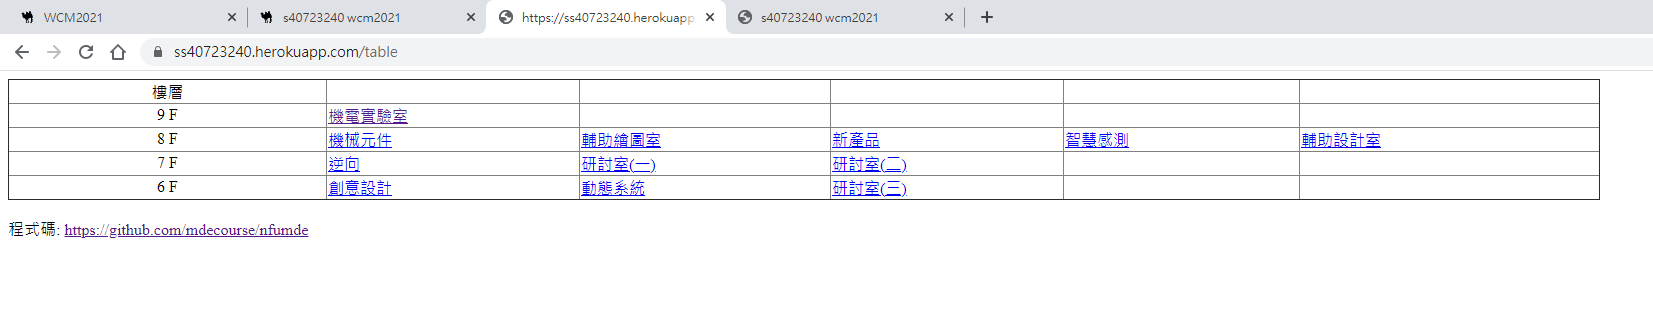 WCM2021 s40723240 wcm2021 https://ss40723240.herokuapp s40723240 wcm2021
ss40723240.herokuapp.com/table
樓層
9 F 機電實驗室
8 F 機械元件 輔助繪圖室 新產品 智慧感測 輔助設計室
7 F 逆向 研討室(一) 研討室(二)
6 F 創意設計 動態系統 研討室(三)
程式碼: https://github.com/mdecourse/nfumde